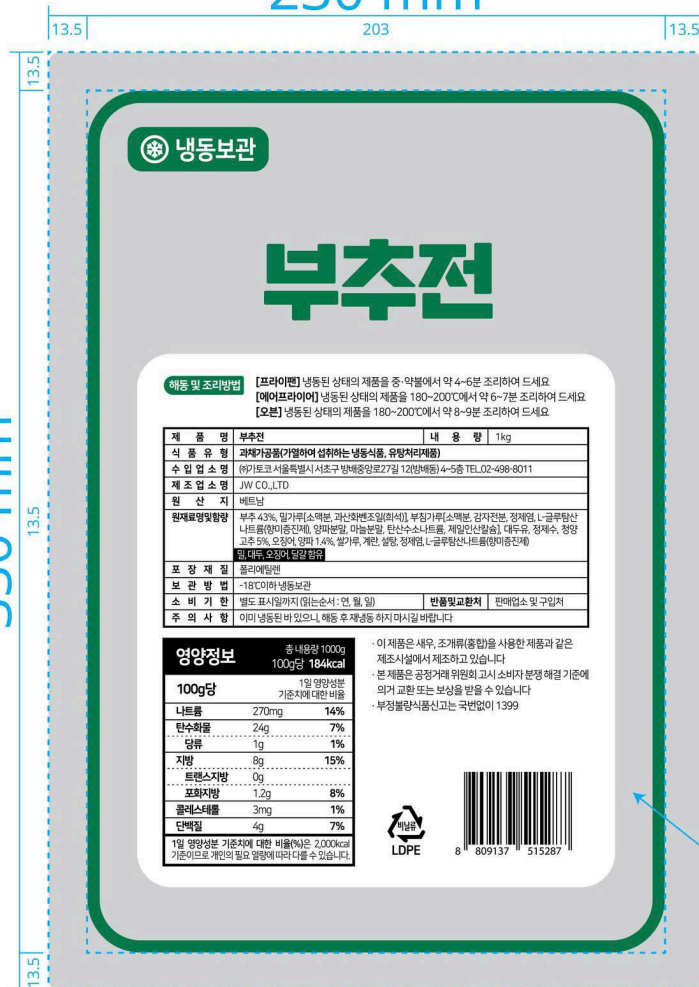 13.5
203
13.5
13.5
13.5
13.5
냉동보관
부추전
해동 및 조리방법
[프라이팬] 냉동된 상태의 제품을 중·약불에서 약 4~6분 조리하여 드세요
[에어프라이어] 냉동된 상태의 제품을 180~200℃에서 약 6~7분 조리하여 드세요
[오븐] 냉동된 상태의 제품을 180~200℃에서 약 8~9분 조리하여 드세요
제 품 명 부추전 내 용 량 1kg
식 품 유 형 과채가공품(가열하여 섭취하는 냉동식품, 유탕처리제품)
수 입 업 소 명 ㈜가토코 서울특별시 서초구 방배중앙로27길 12(방배동) 4~5층 TEL.02-498-8011
제 조 업 소 명 JW CO.,LTD
원 산 지 베트남
원재료명및함량 부추 43%, 밀가루[소맥분, 과산화벤조일(희석)], 부침가루[소맥분, 감자전분, 정제염, L-글루탐산
나트륨(향미증진제), 양파분말, 마늘분말, 탄산수소나트륨, 제일인산칼슘], 대두유, 정제수, 청양
고추 5%, 오징어, 양파 1.4%, 쌀가루, 계란, 설탕, 정제염, L-글루탐산나트륨(향미증진제)
밀, 대두, 오징어, 달걀 함유
포 장 재 질 폴리에틸렌
보 관 방 법 -18℃이하 냉동보관
소 비 기 한 별도 표시일까지 (읽는순서 : 연, 월, 일) 반품및교환처 판매업소 및 구입처
주 의 사 항 이미 냉동된 바 있으니, 해동 후 재냉동 하지 마시길 바랍니다
영양정보
총 내용량 1000g
100g당 184kcal
100g당
1일 영양성분
기준치에 대한 비율
나트륨 270mg 14%
탄수화물 24g 7%
당류 1g 1%
지방 8g 15%
트랜스지방 0g
포화지방 1.2g 8%
콜레스테롤 3mg 1%
단백질 4g 7%
1일 영양성분 기준치에 대한 비율(%)은 2,000kcal
기준이므로 개인의 필요 열량에 따라 다를 수 있습니다.
· 이 제품은 새우, 조개류(홍합)을 사용한 제품과 같은
제조시설에서 제조하고 있습니다
· 본 제품은 공정거래 위원회 고시 소비자 분쟁 해결 기준에
의거 교환 또는 보상을 받을 수 있습니다
· 부정불량식품신고는 국번없이 1399
비닐류
LDPE
8 809137 515287